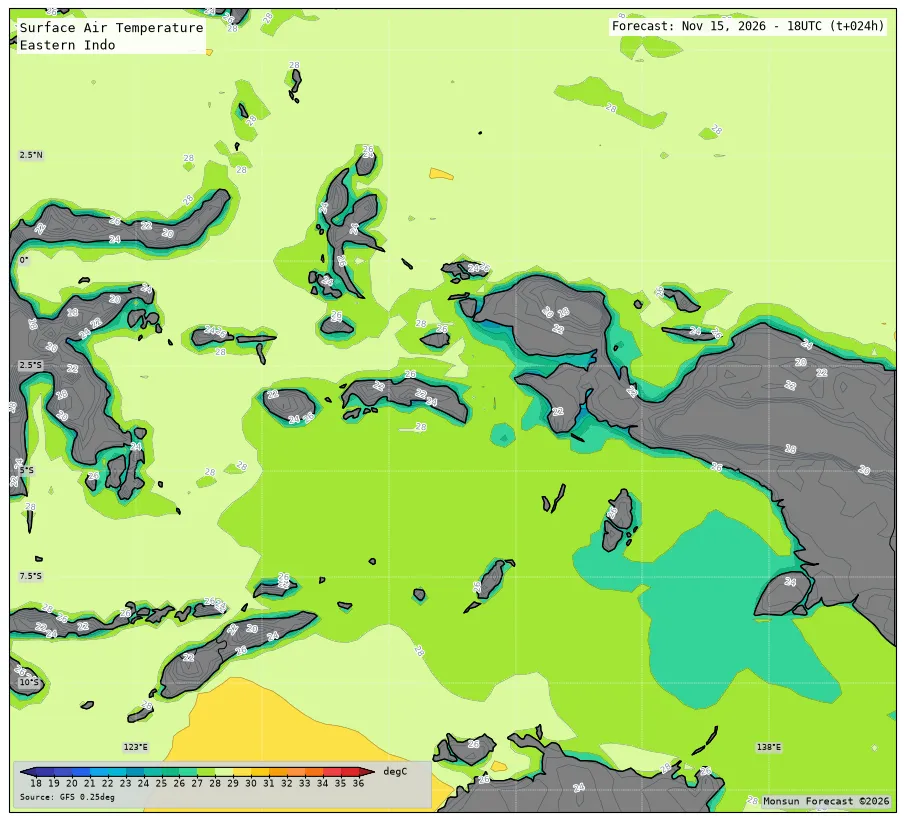 Surface Air Temperature
Eastern Indo
Forecast: Nov 15, 2026 - 18UTC (t+024h)
2.5°N
0°
2.5°S
5°S
7.5°S
10°S
123°E
138°E
18 19 20 21 22 23 24 25 26 27 28 29 30 31 32 33 34 35 36
degC
Source: GFS 0.25deg
Monsun Forecast ©2026